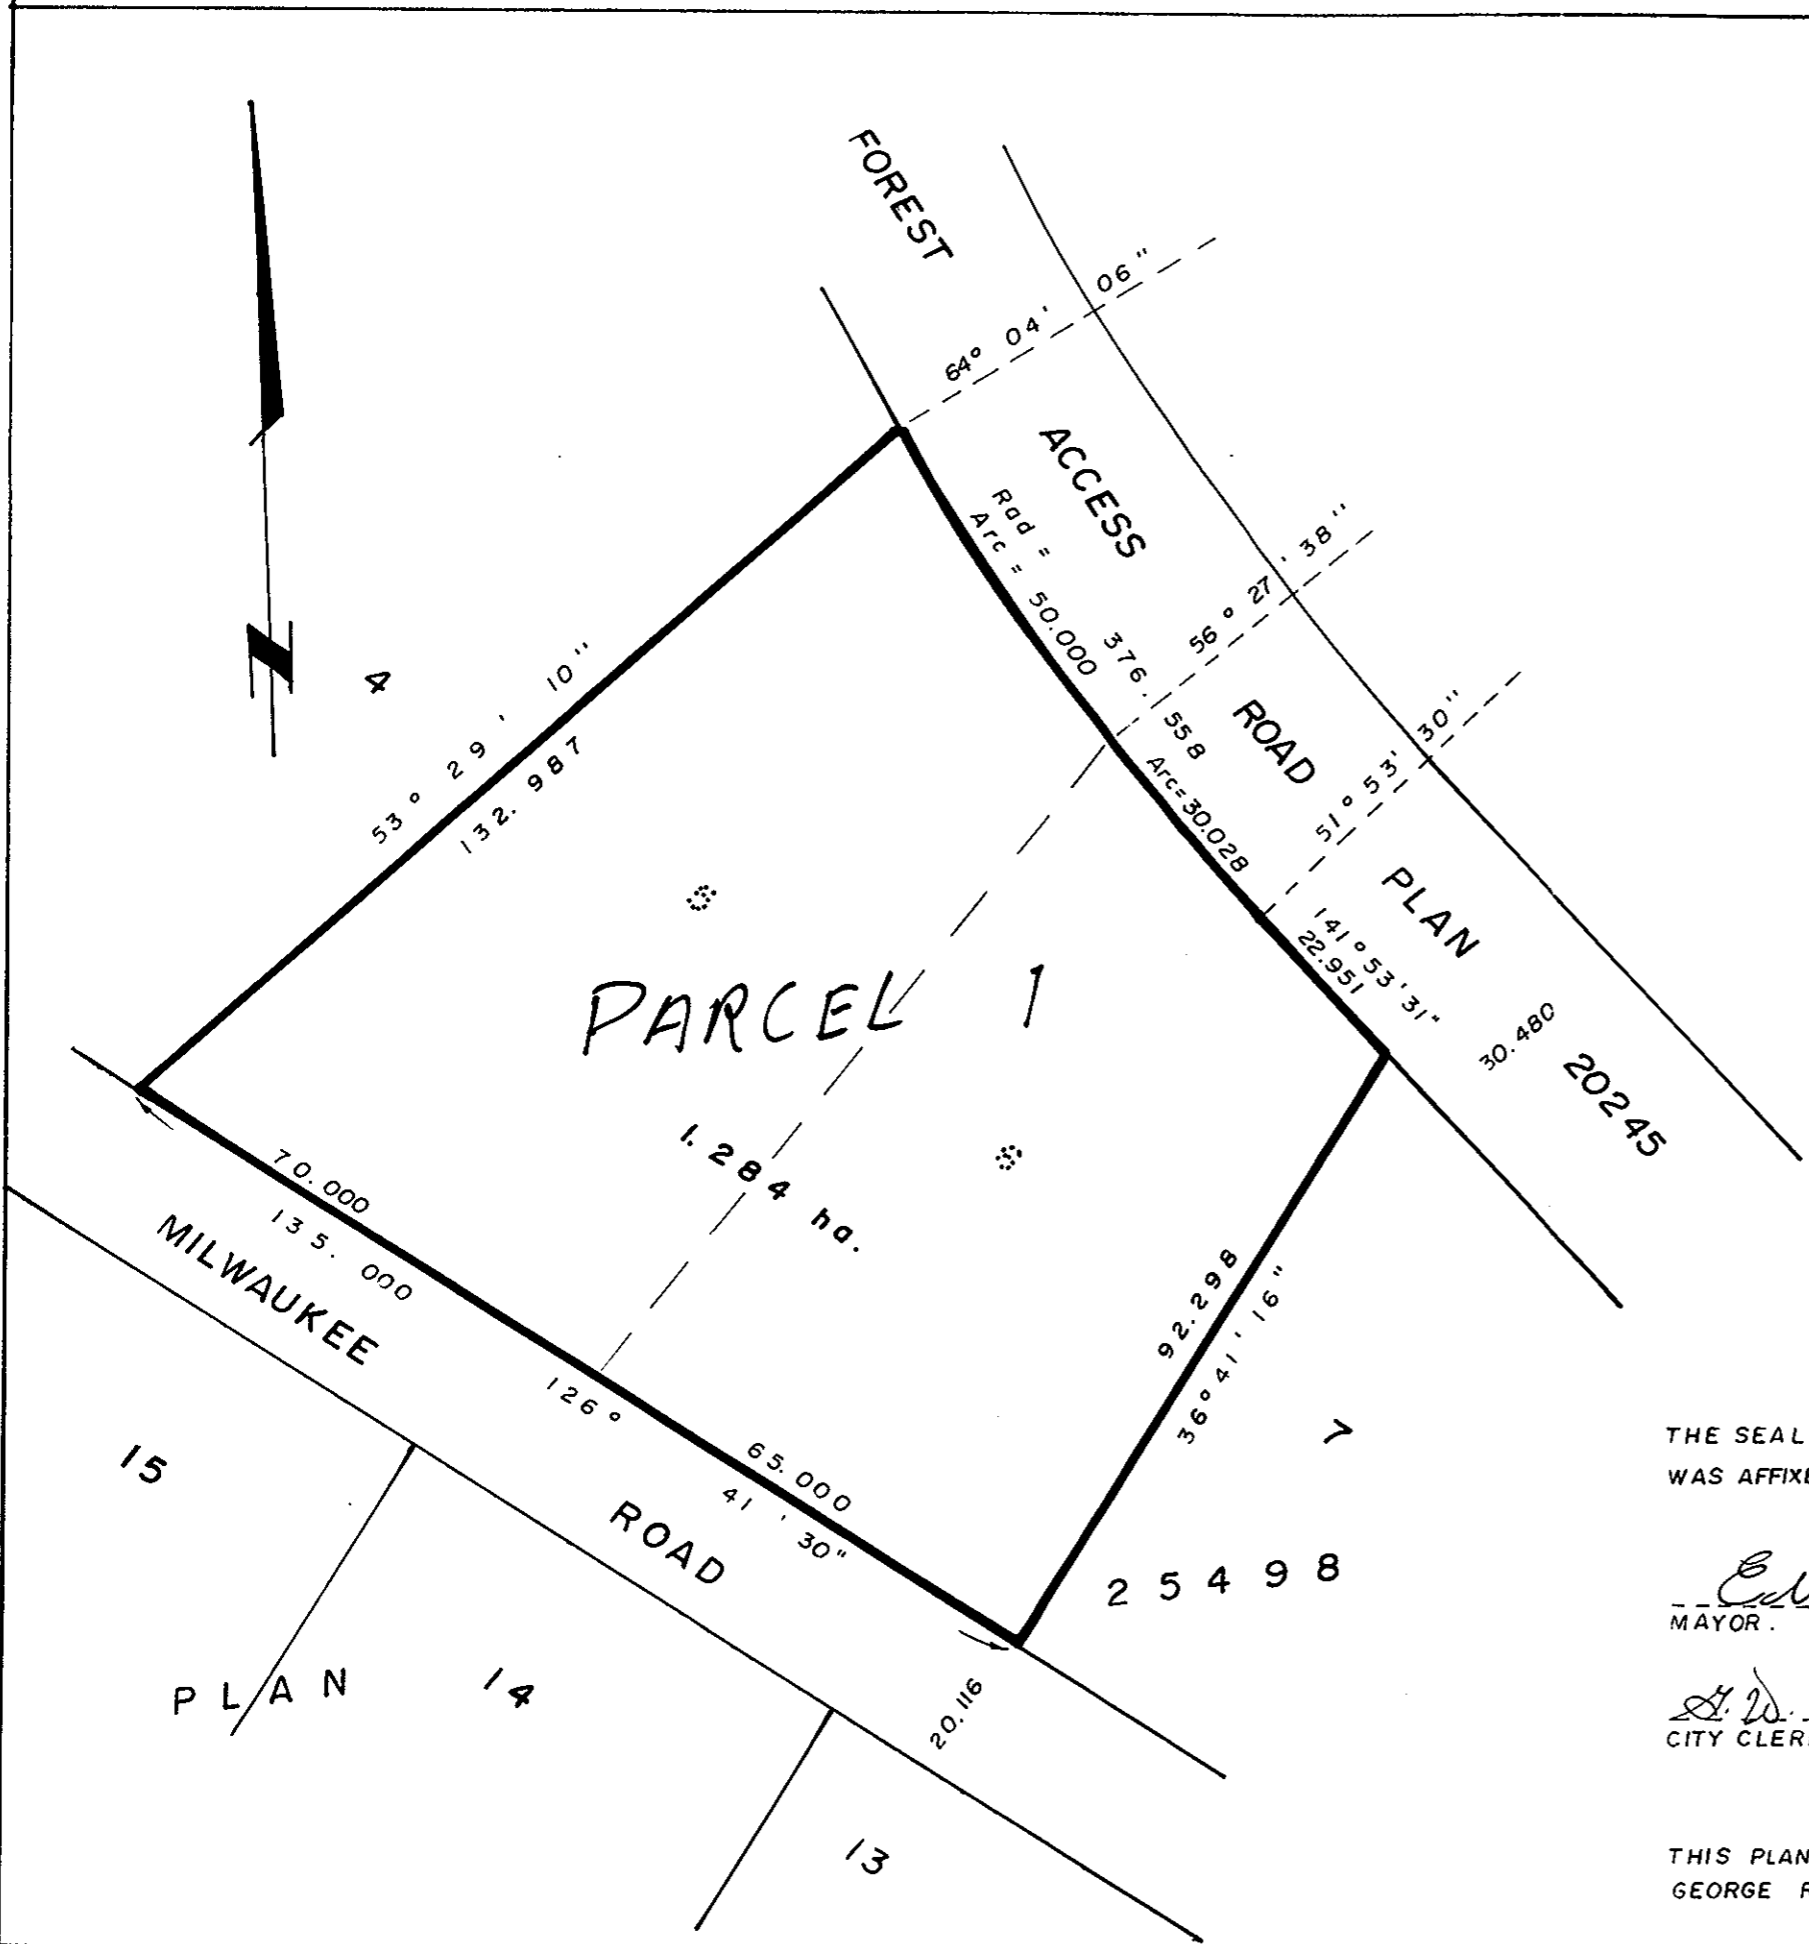 FOREST
ACCESS
ROAD
PLAN
20245
64° 04' 06"
56° 27' 38"
51° 53' 30"
Rad = 376.558
Arc = 50.000
Arc=30.028
141° 53' 31"
22.951
30.480
N
4
53° 29' 10"
132.987
PARCEL 1
1.284 ha.
70.000
135.000
126° 41' 30"
65.000
MILWAUKEE
ROAD
92.298
36° 41' 16"
7
25498
15
PLAN
14
20.116
13
THE SEAL
WAS AFFIXE
MAYOR.
CITY CLER
THIS PLAN
GEORGE R